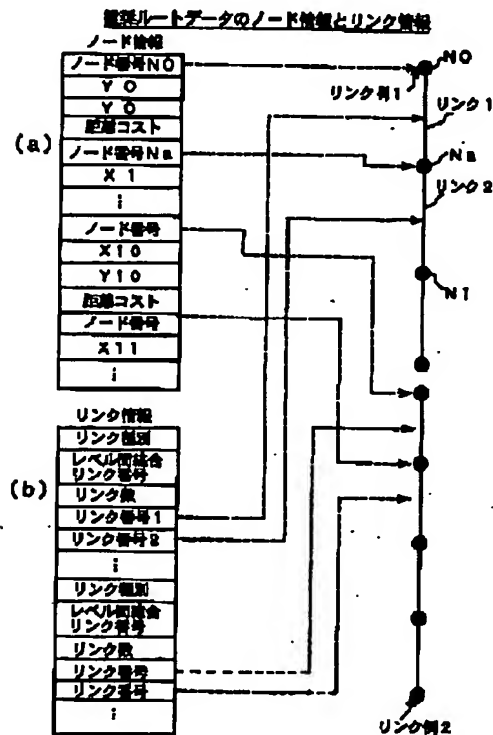 選択ルートデータのノード情報とリンク情報
ノード情報
ノード番号N0
Y 0
Y 0
距離コスト
(a)
ノード番号Na
X 1
⋮
ノード番号
X10
Y10
距離コスト
ノード番号
X11
⋮
リンク情報
リンク種別
レベル間結合
リンク番号
(b)
リンク数
リンク番号1
リンク番号2
⋮
リンク種別
レベル間結合
リンク番号
リンク数
リンク番号
リンク番号
⋮
N0
リンク例1
リンク1
Na
リンク2
N1
リンク例2